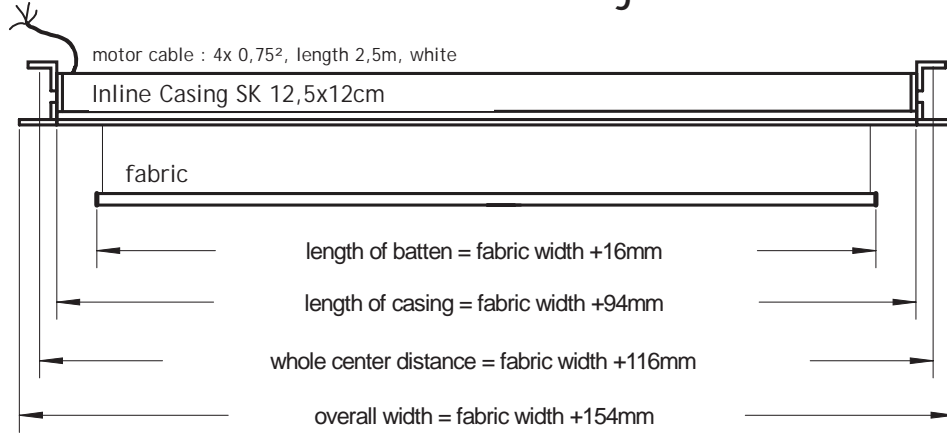 motor cable : 4x 0,75², length 2,5m, white
Inline Casing SK 12,5x12cm
fabric
length of batten = fabric width +16mm
length of casing = fabric width +94mm
whole center distance = fabric width +116mm
overall width = fabric width +154mm